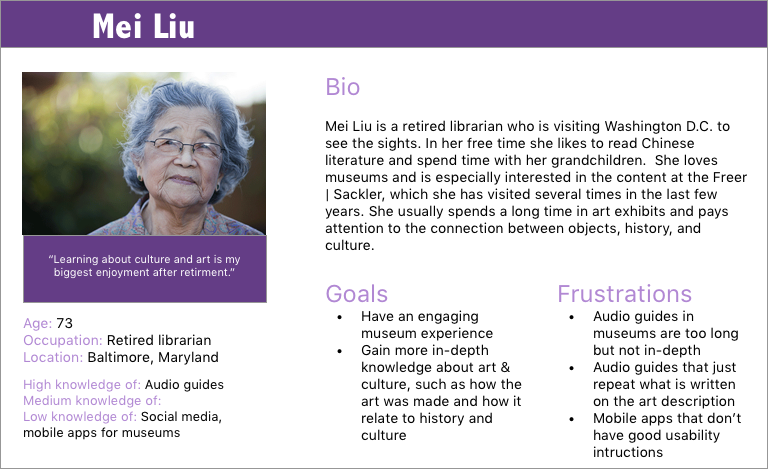 Mei Liu
"Learning about culture and art is my
biggest enjoyment after retirment."
Age: 73
Occupation: Retired librarian
Location: Baltimore, Maryland
High knowledge of: Audio guides
Medium knowledge of:
Low knowledge of: Social media,
mobile apps for museums
Bio
Mei Liu is a retired librarian who is visiting Washington D.C. to
see the sights. In her free time she likes to read Chinese
literature and spend time with her grandchildren.  She loves
museums and is especially interested in the content at the Freer
| Sackler, which she has visited several times in the last few
years. She usually spends a long time in art exhibits and pays
attention to the connection between objects, history, and
culture.
Goals
• Have an engaging
museum experience
• Gain more in-depth
knowledge about art &
culture, such as how the
art was made and how it
relate to history and
culture
Frustrations
• Audio guides in
museums are too long
but not in-depth
• Audio guides that just
repeat what is written
on the art description
• Mobile apps that don't
have good usability
intructions